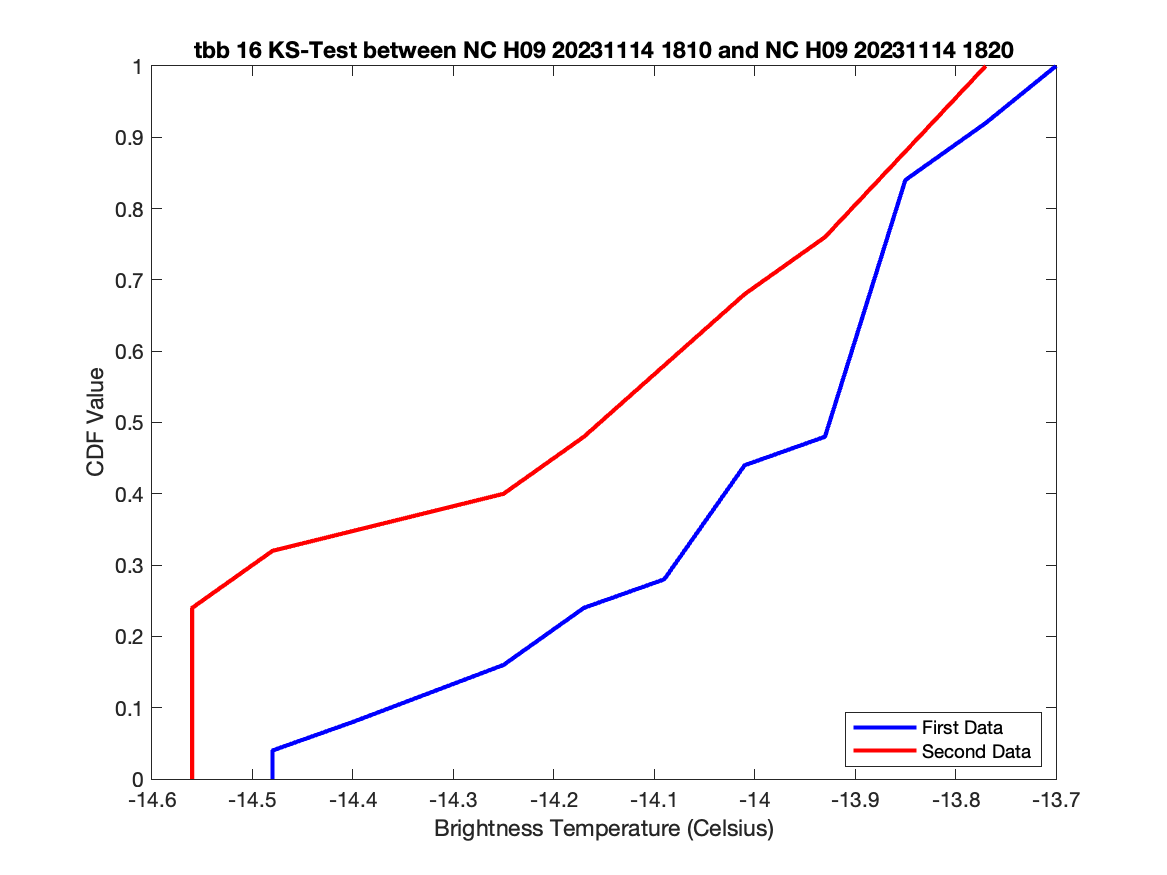 tbb 16 KS-Test between NC H09 20231114 1810 and NC H09 20231114 1820
1
0.9
0.8
0.7
0.6
0.5
0.4
0.3
0.2
0.1
0
CDF Value
First Data
Second Data
-14.6 -14.5 -14.4 -14.3 -14.2 -14.1 -14 -13.9 -13.8 -13.7
Brightness Temperature (Celsius)